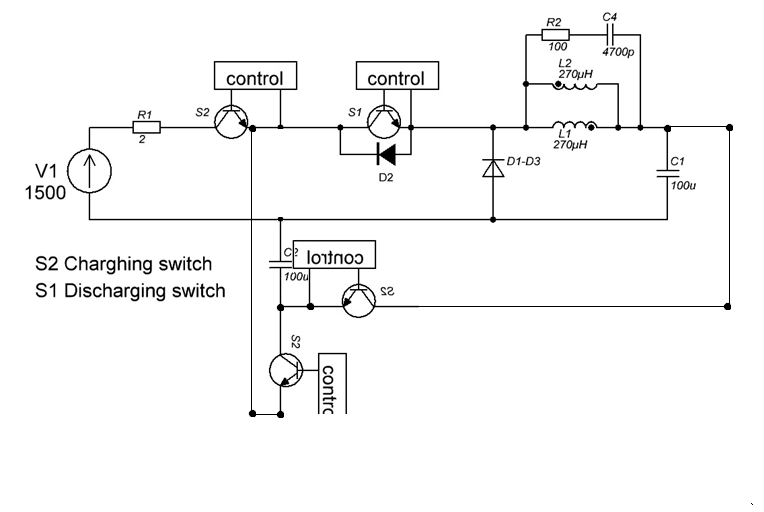 R2
C4
100
4700p
L2
270µH
control
control
R1
2
S2
S1
L1
270µH
D2
D1-D3
C1
100u
V1
1500
S2 Charghing switch
S1 Discharging switch
C?
100u
control
S2
S2
contro